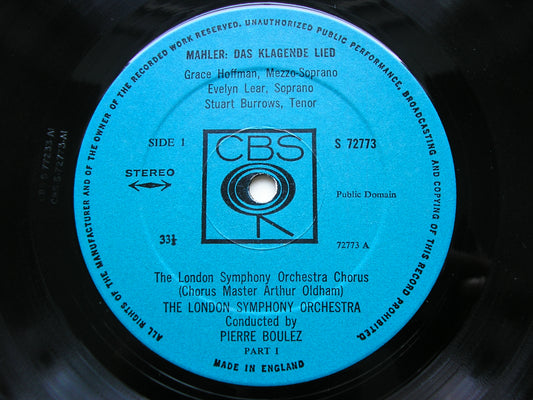 ALL RIGHTS OF THE MANUFACTURER AND OF THE OWNER OF THE RECORDED WORK RESERVED. UNAUTHORIZED PUBLIC PERFORMANCE, BROADCASTING AND COPYING OF THIS RECORD PROHIBITED.
MAHLER: DAS KLAGENDE LIED
Grace Hoffman, Mezzo-Soprano
Evelyn Lear, Soprano
Stuart Burrows, Tenor
SIDE 1 CBS S 72773
STEREO
Public Domain
33⅓
72773 A
The London Symphony Orchestra Chorus
(Chorus Master Arthur Oldham)
THE LONDON SYMPHONY ORCHESTRA
Conducted by
PIERRE BOULEZ
PART I
MADE IN ENGLAND